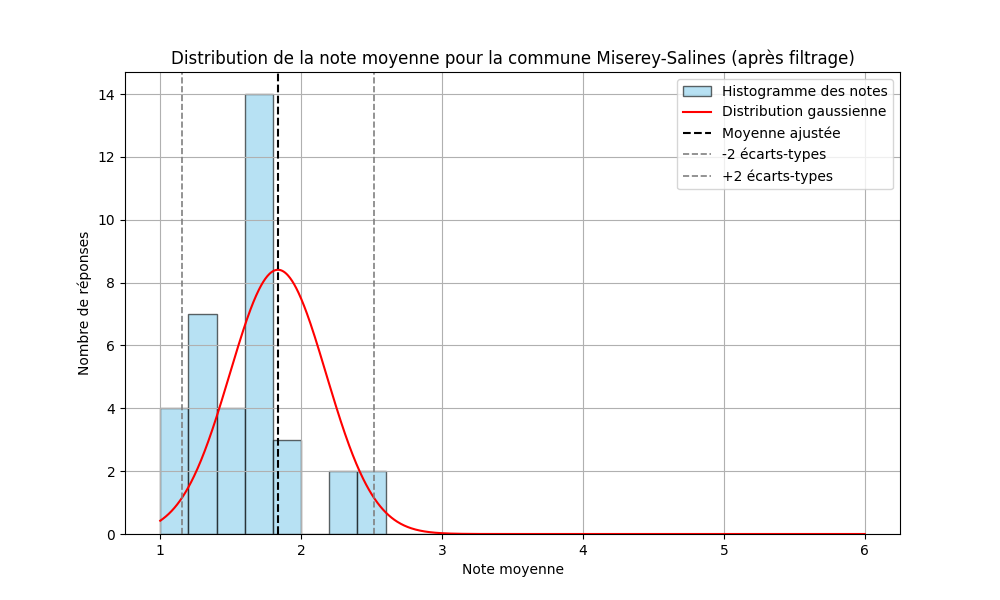 Distribution de la note moyenne pour la commune Miserey-Salines (après filtrage)
Histogramme des notes
Distribution gaussienne
Moyenne ajustée
-2 écarts-types
+2 écarts-types
Nombre de réponses
14
12
10
8
6
4
2
0
1 2 3 4 5 6
Note moyenne